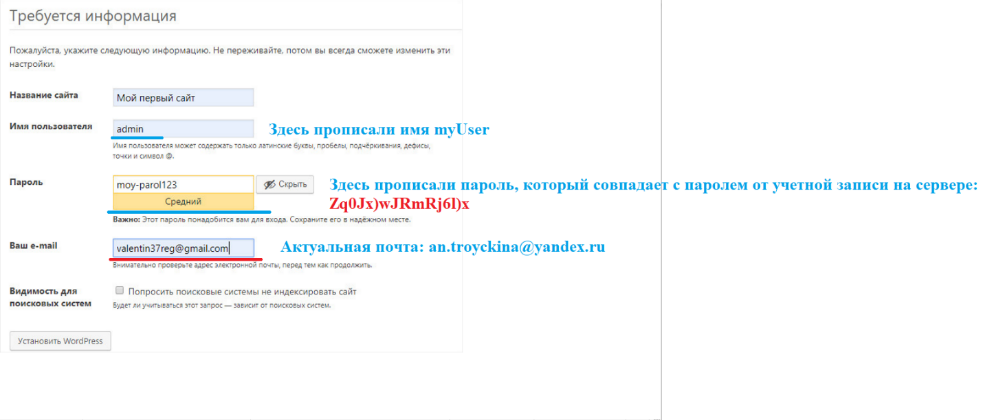 Требуется информация
Пожалуйста, укажите следующую информацию. Не переживайте, потом вы всегда сможете изменить эти
настройки.
Название сайта
Мой первый сайт
Имя пользователя
admin
Здесь прописали имя myUser
Имя пользователя может содержать только латинские буквы, пробелы, подчёркивания, дефисы,
точки и символ @.
Пароль
moy-parol123
Скрыть
Здесь прописали пароль, который совпадает с паролем от учетной записи на сервере:
Средний
Zq0Jx)wJRmRj6l)x
Важно: Этот пароль понадобится вам для входа. Сохраните его в надёжном месте.
Ваш e-mail
valentin37reg@gmail.com
Актуальная почта: an.troyckina@yandex.ru
Внимательно проверьте адрес электронной почты, перед тем как продолжить.
Видимость для
поисковых систем
Попросить поисковые системы не индексировать сайт
Будет ли учитываться этот запрос — зависит от поисковых систем.
Установить WordPress